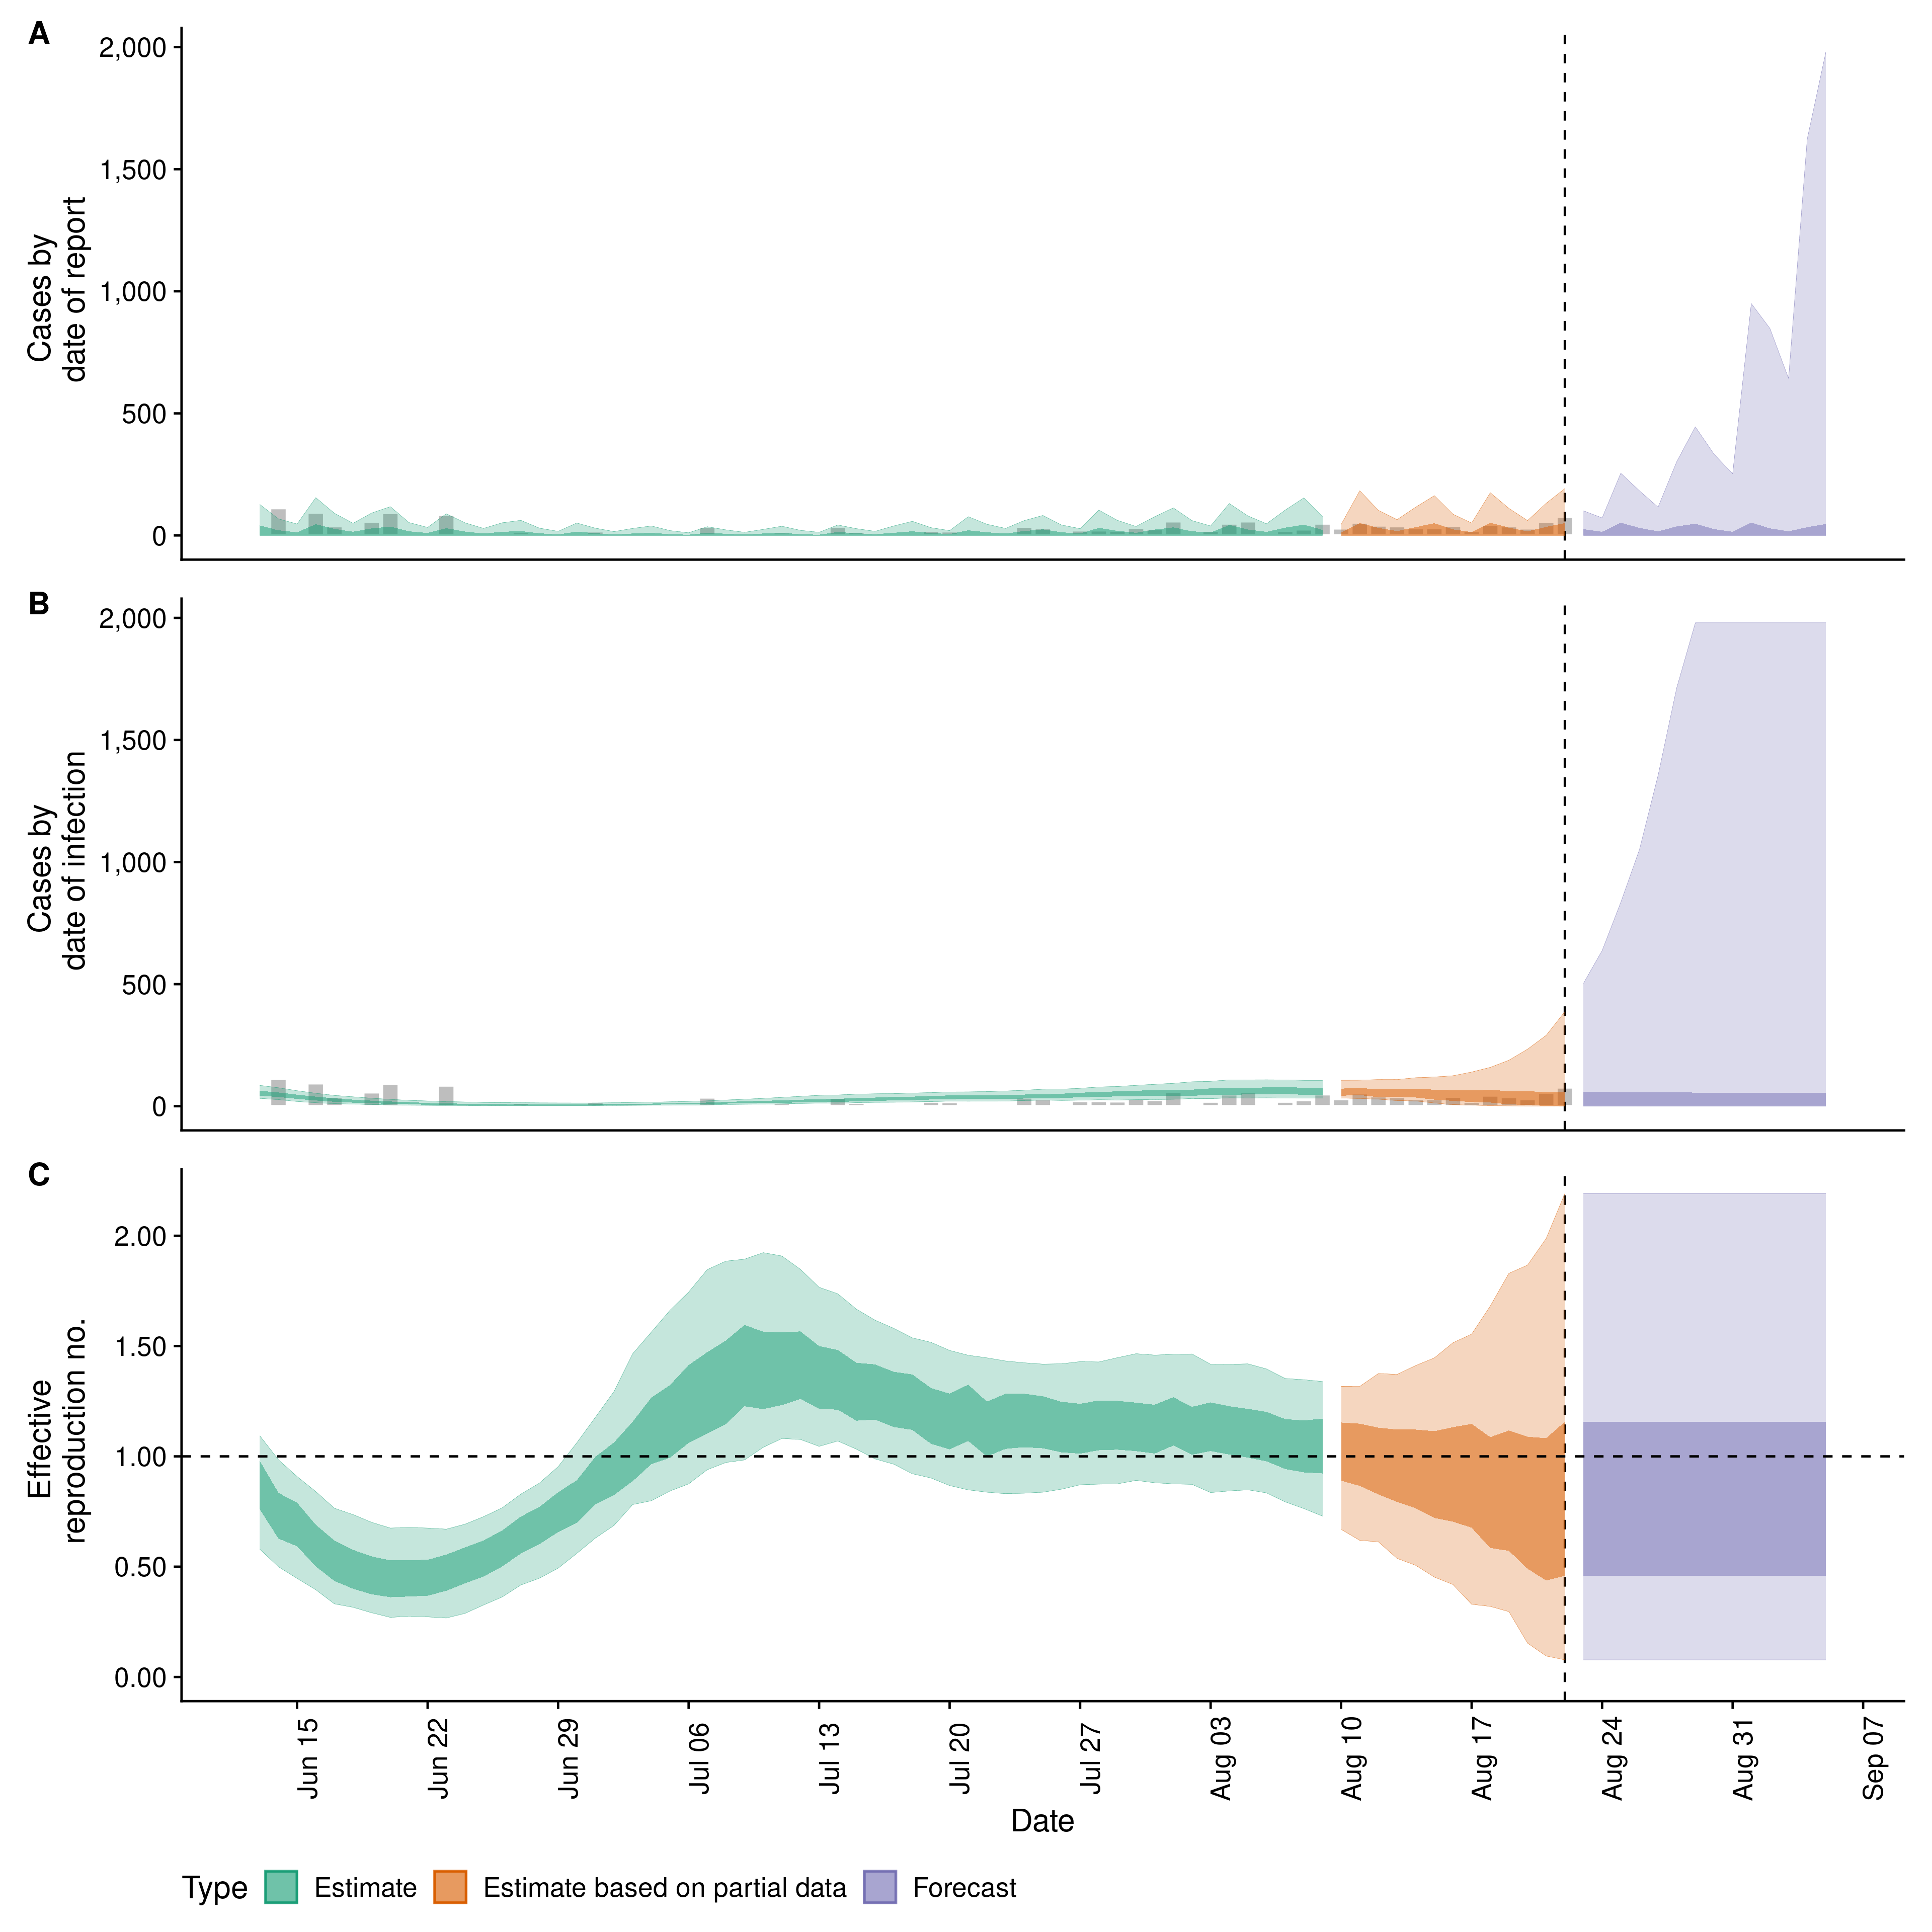 A
2,000
1,500
1,000
500
0
Cases by
date of report
B
2,000
1,500
1,000
500
0
Cases by
date of infection
C
2.00
1.50
1.00
0.50
0.00
Effective
reproduction no.
Jun 15
Jun 22
Jun 29
Jul 06
Jul 13
Jul 20
Jul 27
Aug 03
Aug 10
Aug 17
Aug 24
Aug 31
Sep 07
Date
Type Estimate Estimate based on partial data Forecast